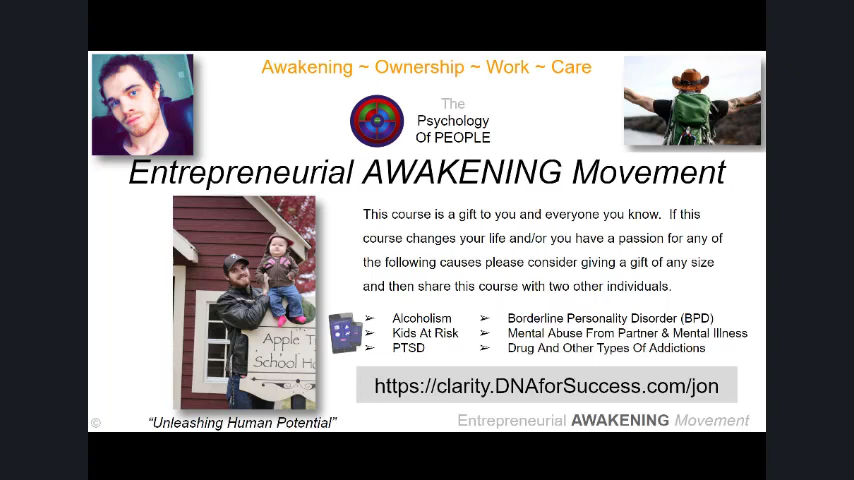 Awakening ~ Ownership ~ Work ~ Care
The
Psychology
Of PEOPLE
Entrepreneurial AWAKENING Movement
This course is a gift to you and everyone you know. If this
course changes your life and/or you have a passion for any of
the following causes please consider giving a gift of any size
and then share this course with two other individuals.
➢ Alcoholism
➢ Kids At Risk
➢ PTSD
➢ Borderline Personality Disorder (BPD)
➢ Mental Abuse From Partner & Mental Illness
➢ Drug And Other Types Of Addictions
Apple T
School Ho
https://clarity.DNAforSuccess.com/jon
© "Unleashing Human Potential"
Entrepreneurial AWAKENING Movement